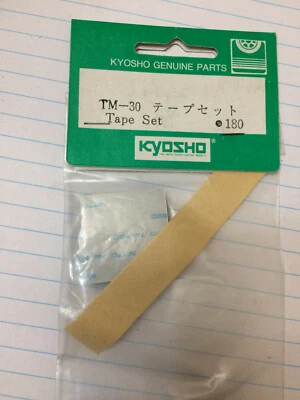 KYOSHO GENUINE PARTS
TM-30 テープセット
Tape Set 180
KYOSHO